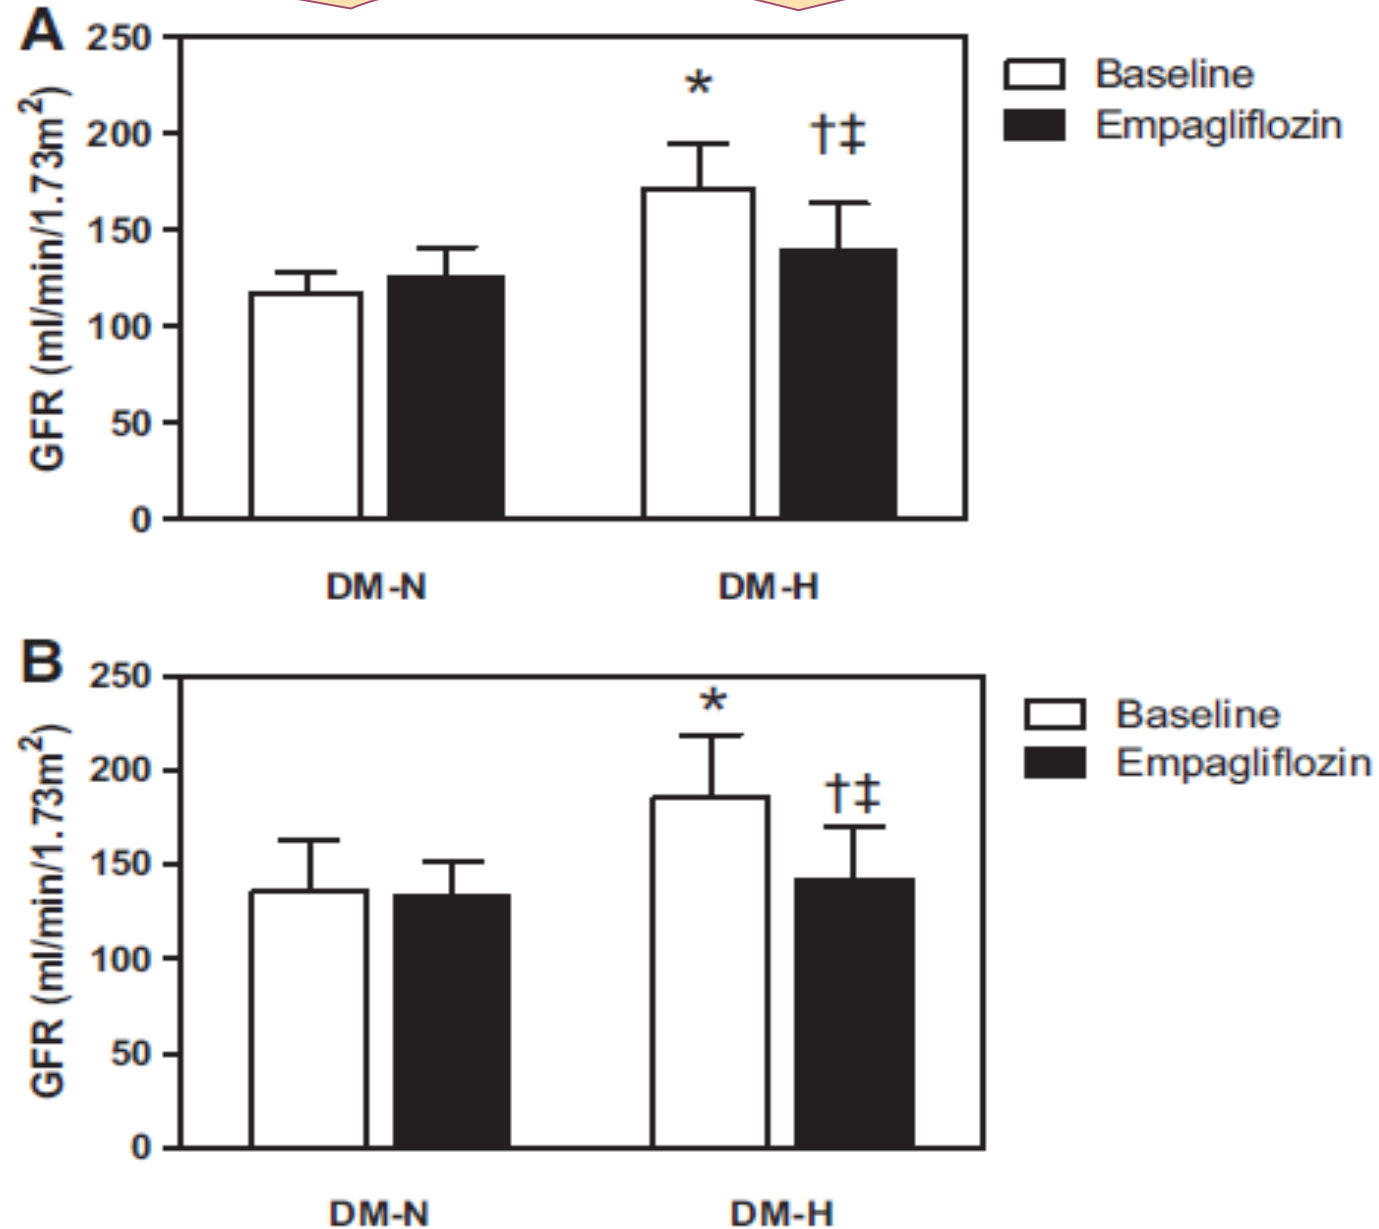 A
250
200
150
100
50
0
GFR (ml/min/1.73m²)
*
†‡
Baseline
Empagliflozin
DM-N
DM-H
B
250
200
150
100
50
0
GFR (ml/min/1.73m²)
*
†‡
Baseline
Empagliflozin
DM-N
DM-H